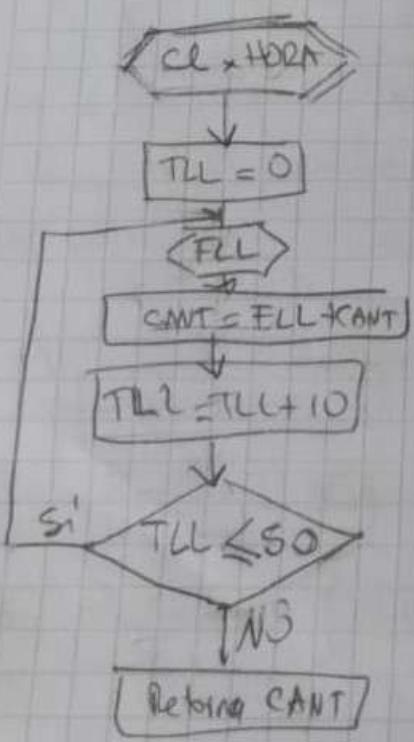 Cl x HORA
TLL = 0
FLL
CANT = FLL + CANT
TLL = TLL + 10
Si
TLL ≤ 50
NO
Retorna CANT